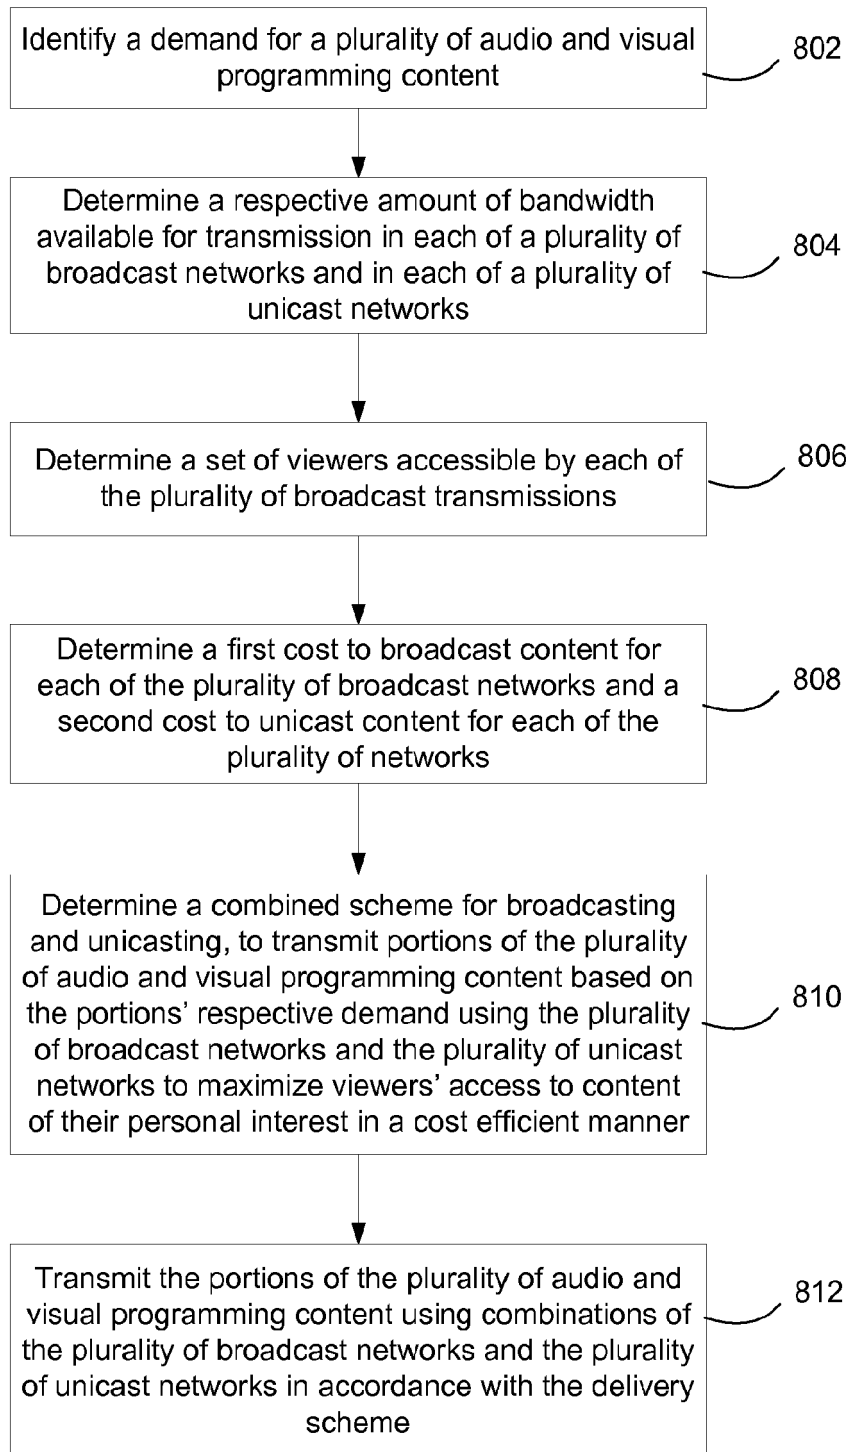 Identify a demand for a plurality of audio and visual
programming content
802
Determine a respective amount of bandwidth
available for transmission in each of a plurality of
broadcast networks and in each of a plurality of
unicast networks
804
Determine a set of viewers accessible by each of
the plurality of broadcast transmissions
806
Determine a first cost to broadcast content for
each of the plurality of broadcast networks and a
second cost to unicast content for each of the
plurality of networks
808
Determine a combined scheme for broadcasting
and unicasting, to transmit portions of the plurality
of audio and visual programming content based on
the portions’ respective demand using the plurality
of broadcast networks and the plurality of unicast
networks to maximize viewers’ access to content
of their personal interest in a cost efficient manner
810
Transmit the portions of the plurality of audio and
visual programming content using combinations of
the plurality of broadcast networks and the plurality
of unicast networks in accordance with the delivery
scheme
812